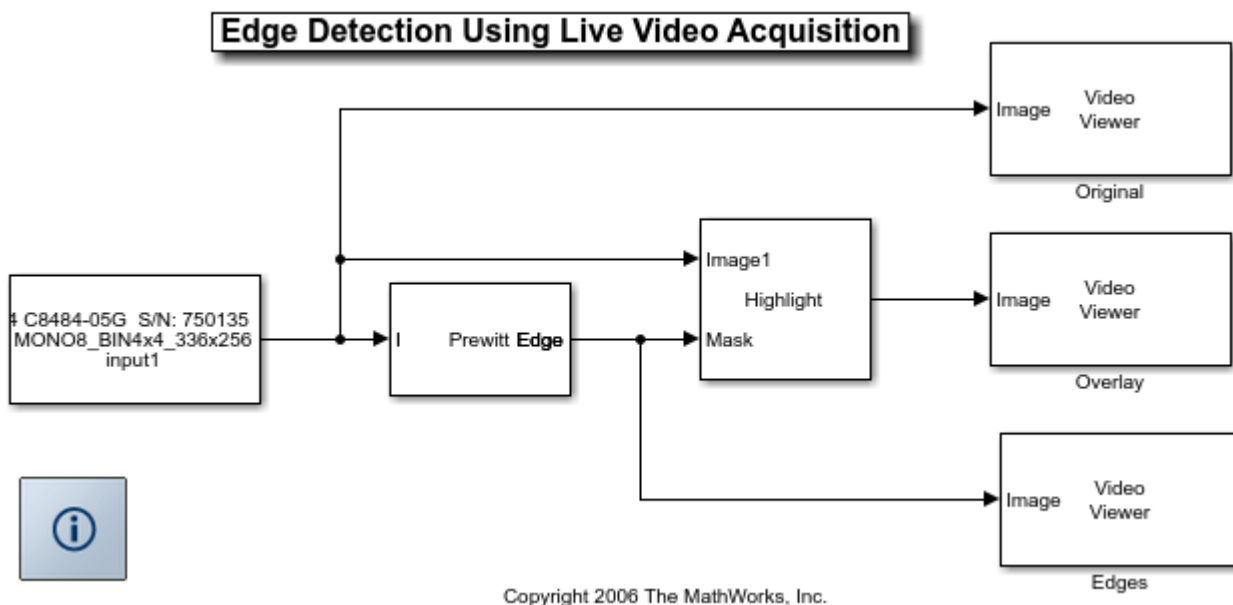 Edge Detection Using Live Video Acquisition
Image
Video
Viewer
Original
4 C8484-05G S/N: 750135
MONO8_BIN4x4_336x256
input1
I
Prewitt Edge
Image1
Highlight
Mask
Image
Video
Viewer
Overlay
Image
Video
Viewer
Edges
i
Copyright 2006 The MathWorks, Inc.